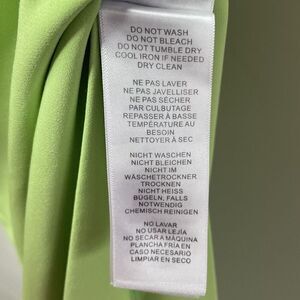 DO NOT WASH
DO NOT BLEACH
DO NOT TUMBLE DRY
COOL IRON IF NEEDED
DRY CLEAN
NE PAS LAVER
NE PAS JAVELLISER
NE PAS SÉCHER
PAR CULBUTAGE
REPASSER À BASSE
TEMPÉRATURE AU
BESOIN
NETTOYER À SEC
NICHT WASCHEN
NICHT BLEICHEN
NICHT IM
WÄSCHETROCKNER
TROCKNEN
NICHT HEISS
BÜGELN, FALLS
NOTWENDIG
CHEMISCH REINIGEN
NO LAVAR
NO USAR LEJÍA
NO SECAR A MÁQUINA
PLANCHA FRIA EN
CASO NECESARIO
LIMPIAR EN SECO